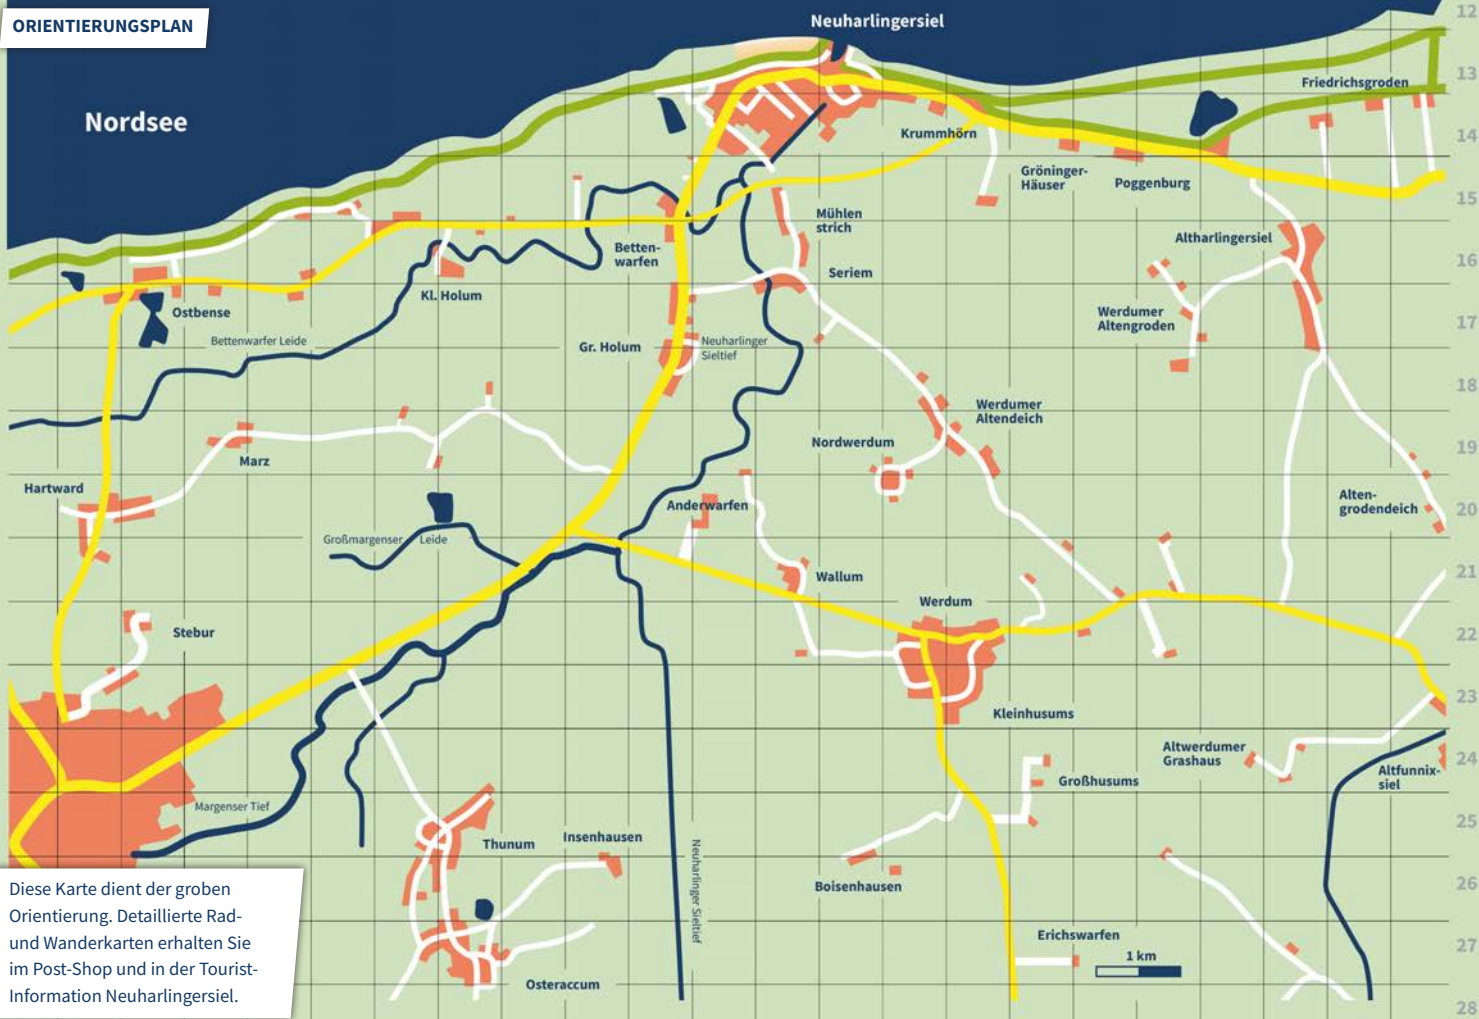 ORIENTIERUNGSPLAN
Neuharlingersiel
12
Nordsee
13
Friedrichsgroden
Krummhörn
14
Gröninger-
Häuser
Poggenburg
15
Mühlen
strich
Altharlingersiel
Betten-
warfen
16
Seriem
Kl. Holum
Ostbense
Werdumer
Altengroden
17
Bettenwarfer Leide
Gr. Holum
Neuharlinger
Sieltief
18
Werdumer
Altendeich
19
Nordwerdum
Marz
Hartward
Alten-
grodendeich
Anderwarfen
20
Großmargenser
Leide
21
Wallum
Werdum
22
Stebur
23
Kleinhusums
Altwerdumer
Grashaus
24
Altfunnix-
siel
Großhusums
Margenser Tief
25
Thunum
Insenhausen
Neuharlinger Sieltief
26
Boisenhausen
Diese Karte dient der groben
Orientierung. Detaillierte Rad-
und Wanderkarten erhalten Sie
im Post-Shop und in der Tourist-
Information Neuharlingersiel.
Erichswarfen
27
1 km
Osteraccum
28